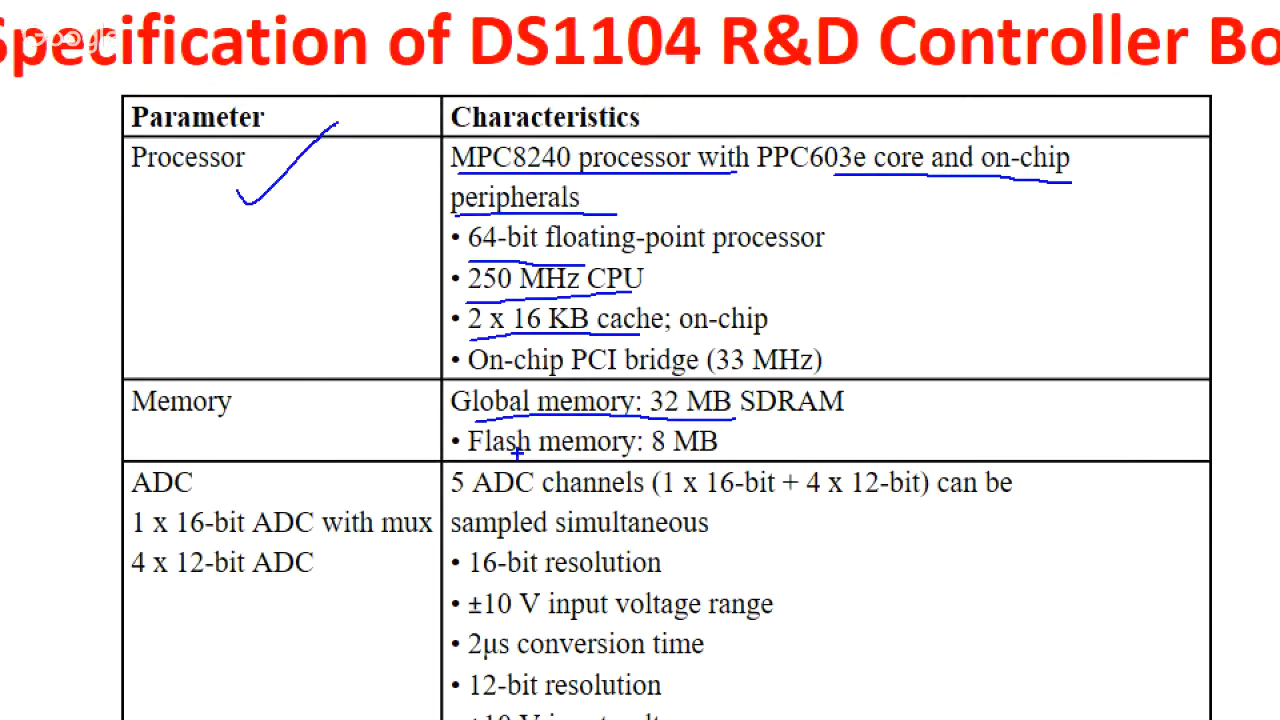 Specification of DS1104 R&D Controller Bo
Google
Parameter
Characteristics
Processor
MPC8240 processor with PPC603e core and on-chip
peripherals
• 64-bit floating-point processor
• 250 MHz CPU
• 2 x 16 KB cache; on-chip
• On-chip PCI bridge (33 MHz)
Memory
Global memory: 32 MB SDRAM
• Flash memory: 8 MB
ADC
1 x 16-bit ADC with mux
4 x 12-bit ADC
5 ADC channels (1 x 16-bit + 4 x 12-bit) can be
sampled simultaneous
• 16-bit resolution
• ±10 V input voltage range
• 2µs conversion time
• 12-bit resolution